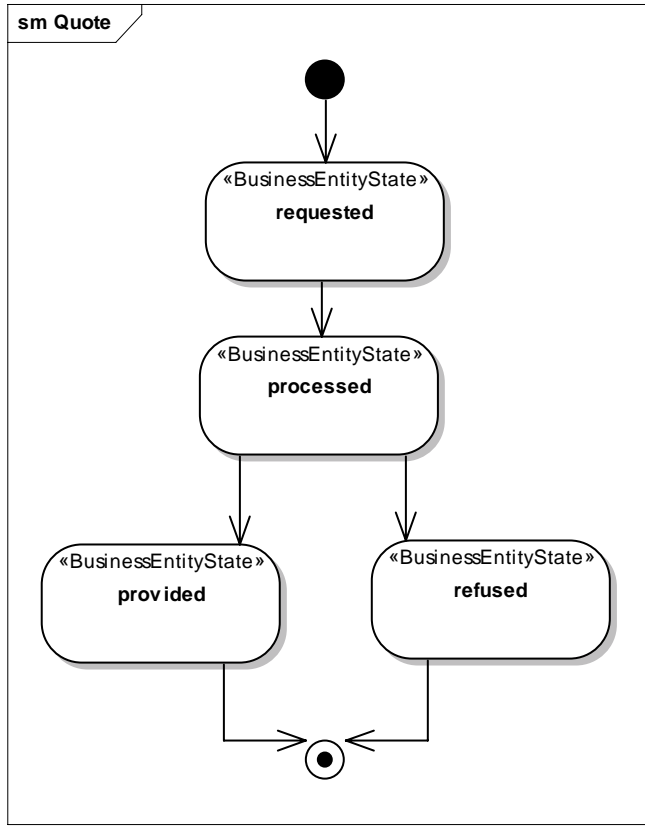 sm Quote
«BusinessEntityState»
requested
«BusinessEntityState»
processed
«BusinessEntityState»
provided
«BusinessEntityState»
refused